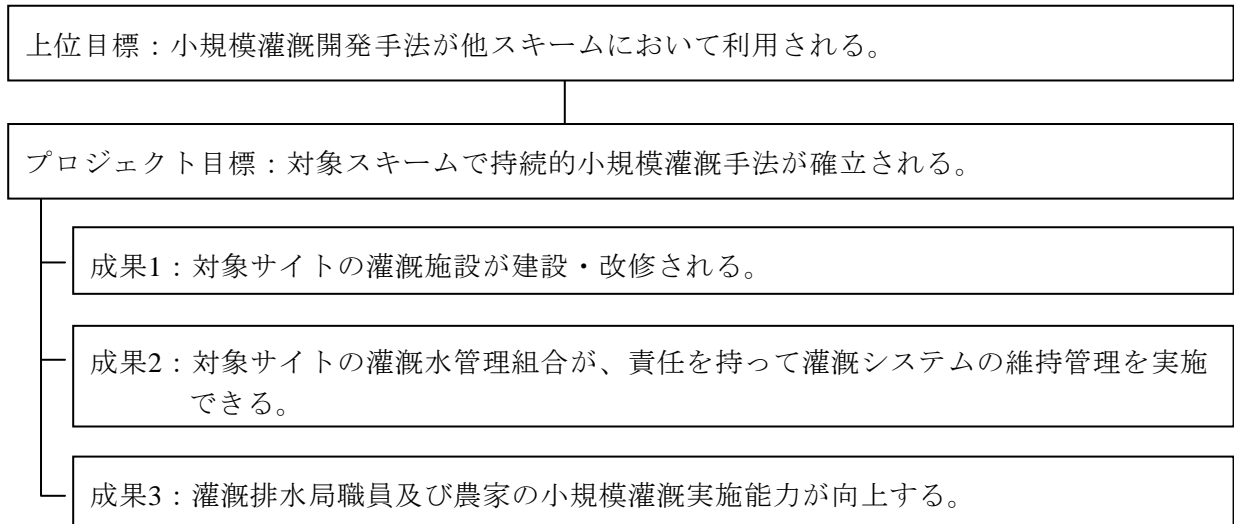 上位目標：小規模灌漑開発手法が他スキームにおいて利用される。
プロジェクト目標：対象スキームで持続的小規模灌漑手法が確立される。
成果1：対象サイトの灌漑施設が建設・改修される。
成果2：対象サイトの灌漑水管理組合が、責任を持って灌漑システムの維持管理を実施
できる。
成果3：灌漑排水局職員及び農家の小規模灌漑実施能力が向上する。